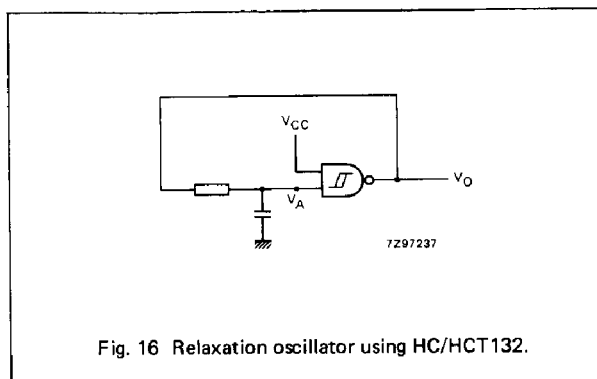 VCC
VA
VO
7Z97237
Fig. 16 Relaxation oscillator using HC/HCT132.